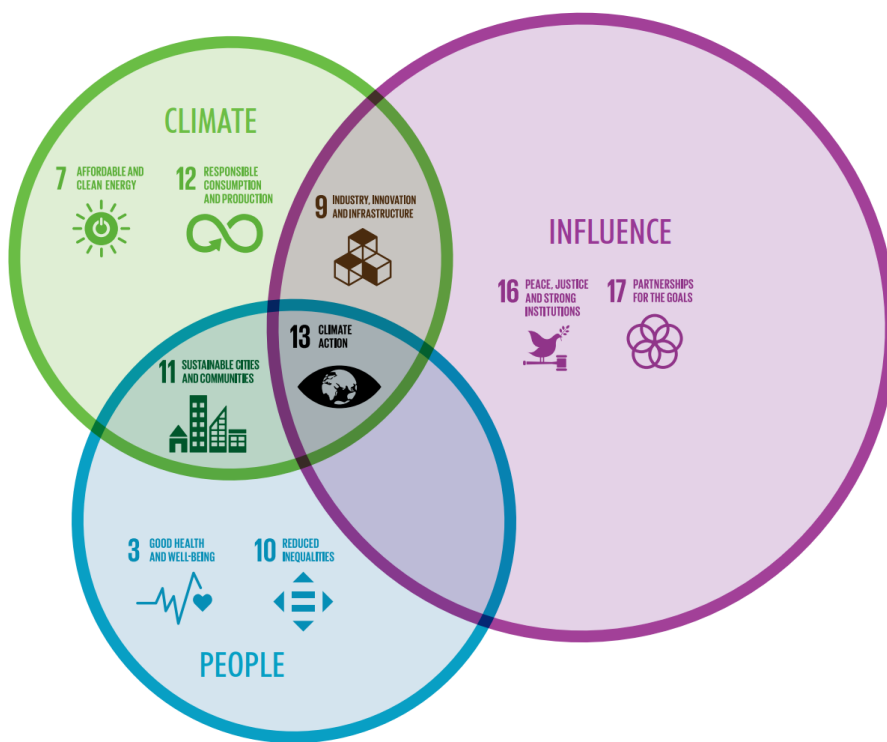 CLIMATE
7 AFFORDABLE AND
CLEAN ENERGY
12 RESPONSIBLE
CONSUMPTION
AND PRODUCTION
9 INDUSTRY, INNOVATION
AND INFRASTRUCTURE
INFLUENCE
16 PEACE, JUSTICE
AND STRONG
INSTITUTIONS
17 PARTNERSHIPS
FOR THE GOALS
13 CLIMATE
ACTION
11 SUSTAINABLE CITIES
AND COMMUNITIES
3 GOOD HEALTH
AND WELL-BEING
10 REDUCED
INEQUALITIES
PEOPLE